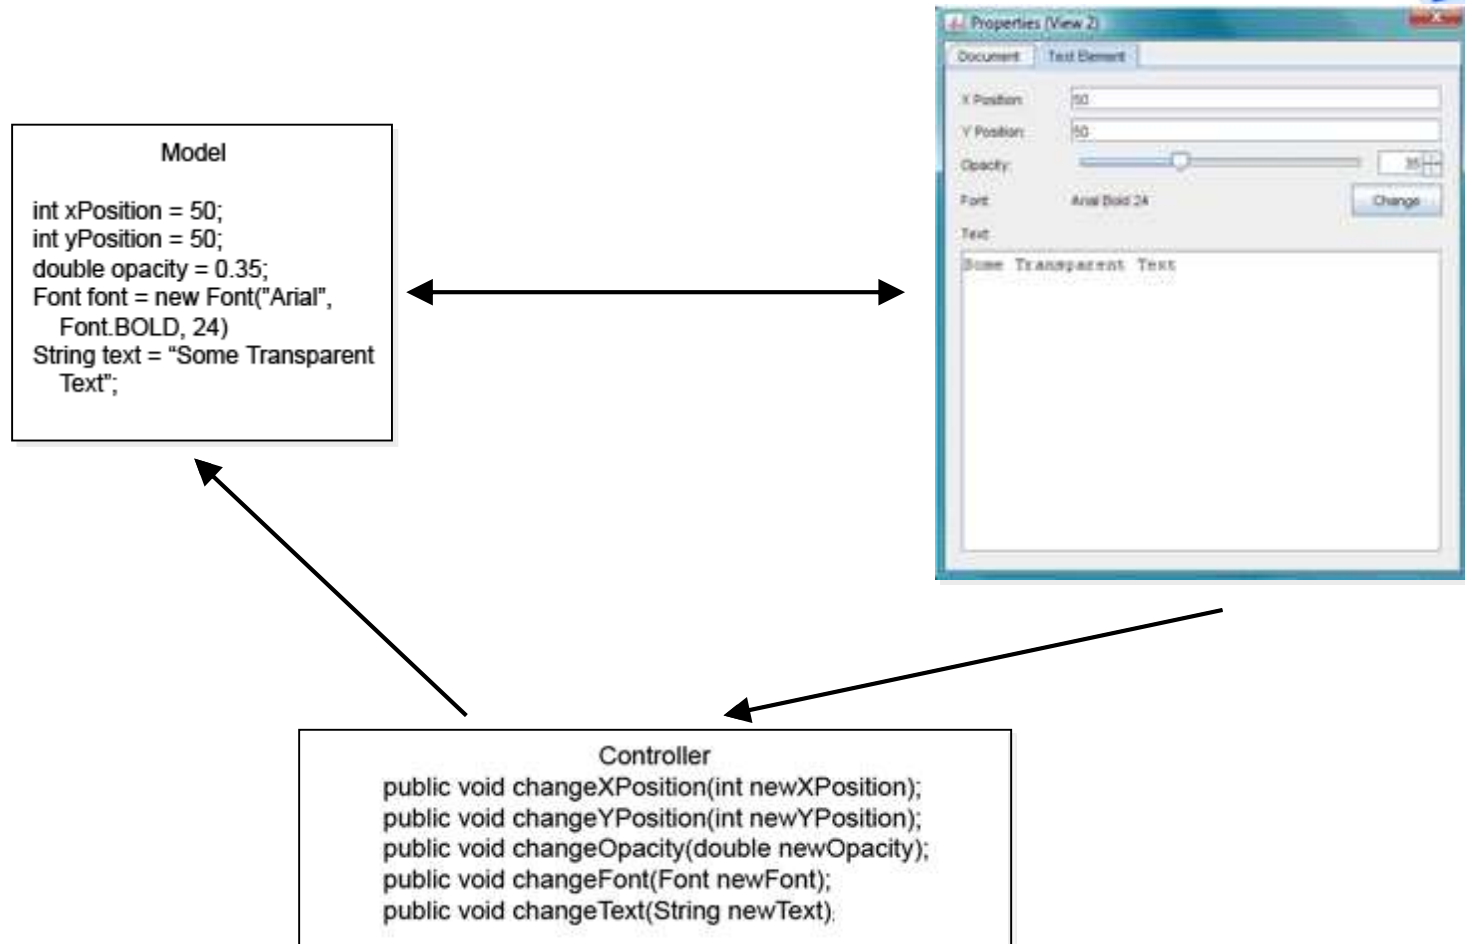 Properties (View 2)
Document Text Element
X Position: 50
Y Position: 50
Opacity: 35
Font: Arial Bold 24 Change
Text:
Some Transparent Text
Model
int xPosition = 50;
int yPosition = 50;
double opacity = 0.35;
Font font = new Font("Arial",
Font.BOLD, 24)
String text = “Some Transparent
Text";
Controller
public void changeXPosition(int newXPosition);
public void changeYPosition(int newYPosition);
public void changeOpacity(double newOpacity);
public void changeFont(Font newFont);
public void changeText(String newText);